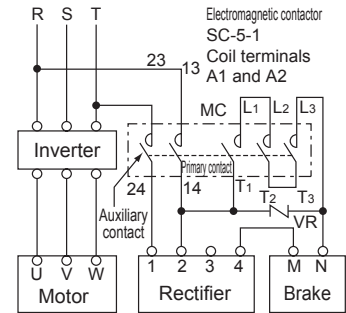 R S T
Electromagnetic contactor
SC-5-1
Coil terminals
A1 and A2
23
13
MC
L1 L2 L3
Inverter
Primary contact
24
14
T1
T2
T3
Auxiliary
contact
VR
U V W
1 2 3 4
M N
Motor
Rectifier
Brake